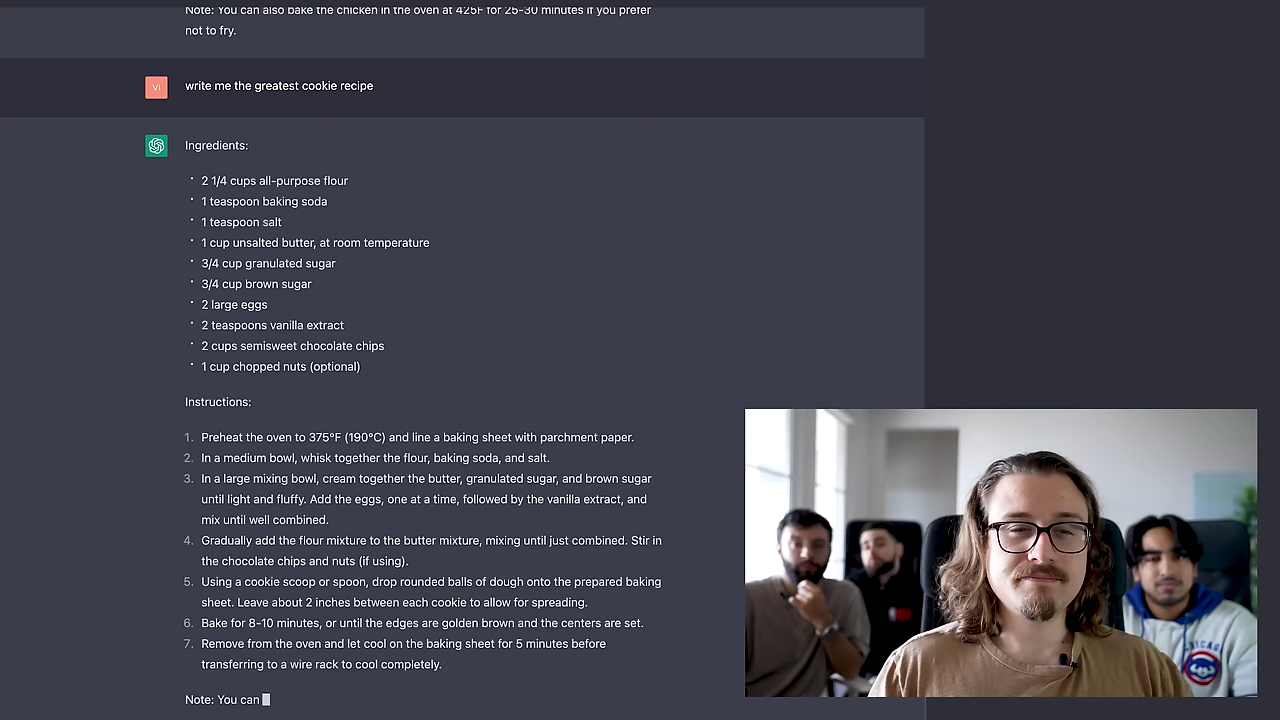 Note: You can also bake the chicken in the oven at 425F for 25-30 minutes if you prefer
not to fry.
VI
write me the greatest cookie recipe
Ingredients:
• 2 1/4 cups all-purpose flour
• 1 teaspoon baking soda
• 1 teaspoon salt
• 1 cup unsalted butter, at room temperature
• 3/4 cup granulated sugar
• 3/4 cup brown sugar
• 2 large eggs
• 2 teaspoons vanilla extract
• 2 cups semisweet chocolate chips
• 1 cup chopped nuts (optional)
Instructions:
1. Preheat the oven to 375°F (190°C) and line a baking sheet with parchment paper.
2. In a medium bowl, whisk together the flour, baking soda, and salt.
3. In a large mixing bowl, cream together the butter, granulated sugar, and brown sugar
until light and fluffy. Add the eggs, one at a time, followed by the vanilla extract, and
mix until well combined.
4. Gradually add the flour mixture to the butter mixture, mixing until just combined. Stir in
the chocolate chips and nuts (if using).
5. Using a cookie scoop or spoon, drop rounded balls of dough onto the prepared baking
sheet. Leave about 2 inches between each cookie to allow for spreading.
6. Bake for 8-10 minutes, or until the edges are golden brown and the centers are set.
7. Remove from the oven and let cool on the baking sheet for 5 minutes before
transferring to a wire rack to cool completely.
Note: You can
CHICAG